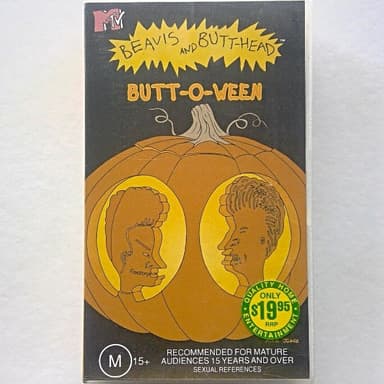 MTV
BEAVIS AND BUTT-HEAD™
BUTT-O-WEEN
QUALITY HOME
ONLY
$19.95
RRP
ENTERTAINMENT
M 15+
RECOMMENDED FOR MATURE
AUDIENCES 15 YEARS AND OVER
SEXUAL REFERENCES